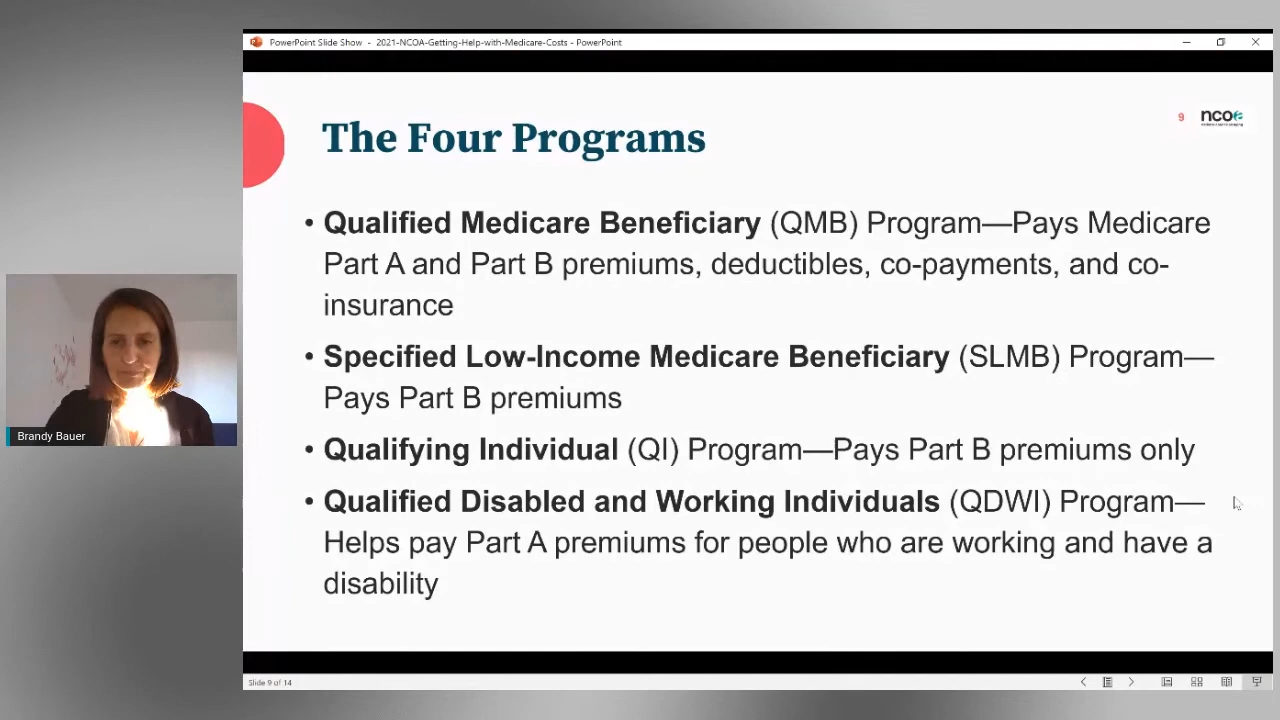 PowerPoint Slide Show - 2021-NCOA-Getting-Help-with-Medicare-Costs - PowerPoint
The Four Programs
9
ncoa
• Qualified Medicare Beneficiary (QMB) Program—Pays Medicare
Part A and Part B premiums, deductibles, co-payments, and co-
insurance
• Specified Low-Income Medicare Beneficiary (SLMB) Program—
Pays Part B premiums
• Qualifying Individual (QI) Program—Pays Part B premiums only
• Qualified Disabled and Working Individuals (QDWI) Program—
Helps pay Part A premiums for people who are working and have a
disability
Brandy Bauer
Slide 9 of 14